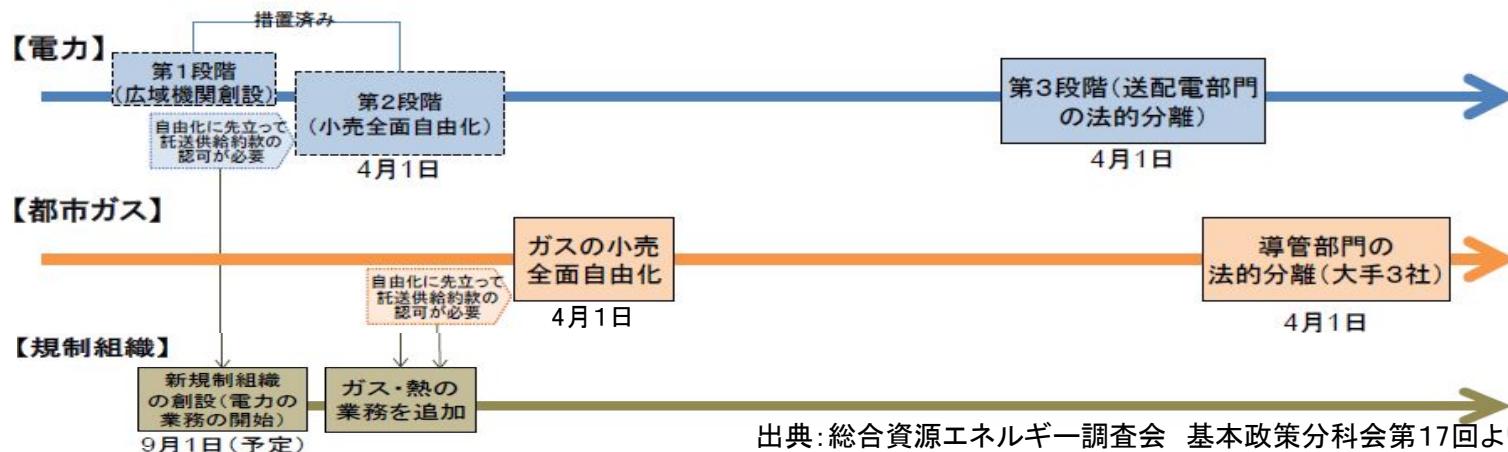 措置済み
【電力】
第1段階
(広域機関創設)
第2段階
(小売全面自由化)
4月1日
自由化に先立って
託送供給約款の
認可が必要
第3段階(送配電部門
の法的分離)
4月1日
【都市ガス】
ガスの小売
全面自由化
4月1日
自由化に先立って
託送供給約款の
認可が必要
導管部門の
法的分離(大手3社)
4月1日
【規制組織】
新規制組織
の創設(電力の
業務の開始)
9月1日(予定)
ガス・熱の
業務を追加
出典:総合資源エネルギー調査会 基本政策分科会第17回よ